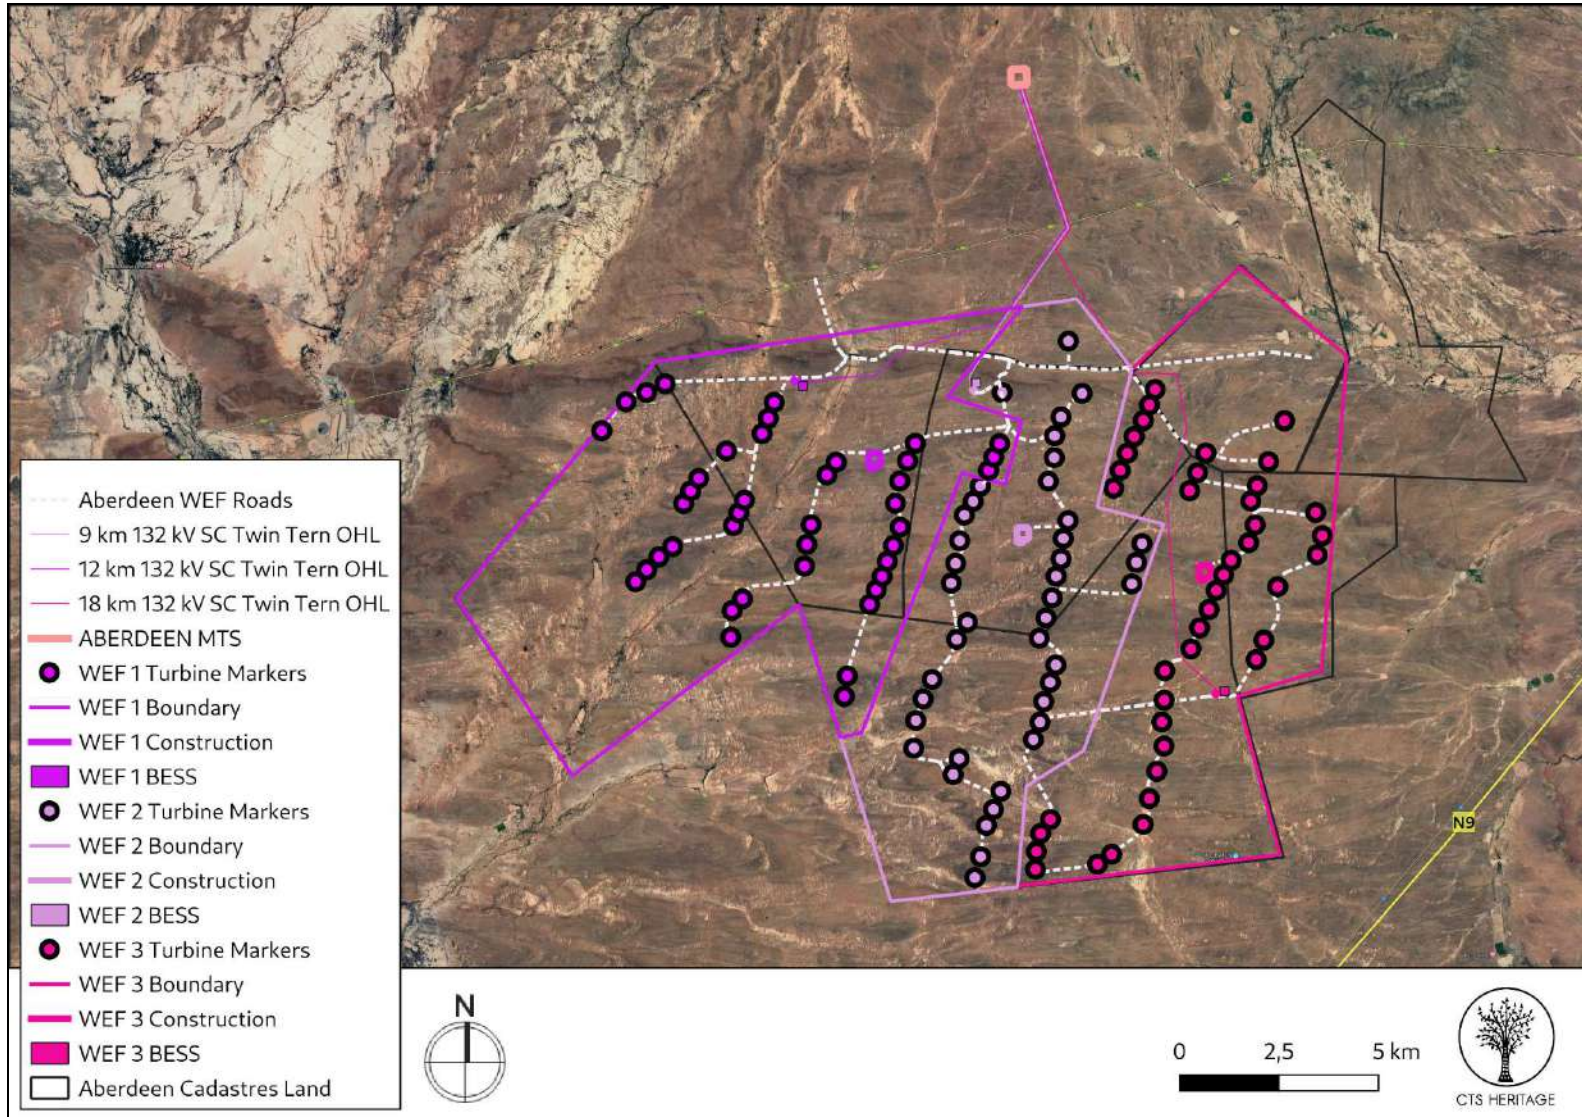 Aberdeen WEF Roads
9 km 132 kV SC Twin Tern OHL
12 km 132 kV SC Twin Tern OHL
18 km 132 kV SC Twin Tern OHL
ABERDEEN MTS
WEF 1 Turbine Markers
WEF 1 Boundary
WEF 1 Construction
WEF 1 BESS
WEF 2 Turbine Markers
WEF 2 Boundary
WEF 2 Construction
WEF 2 BESS
WEF 3 Turbine Markers
WEF 3 Boundary
WEF 3 Construction
WEF 3 BESS
Aberdeen Cadastres Land
N9
N
0 2,5 5 km
CTS HERITAGE